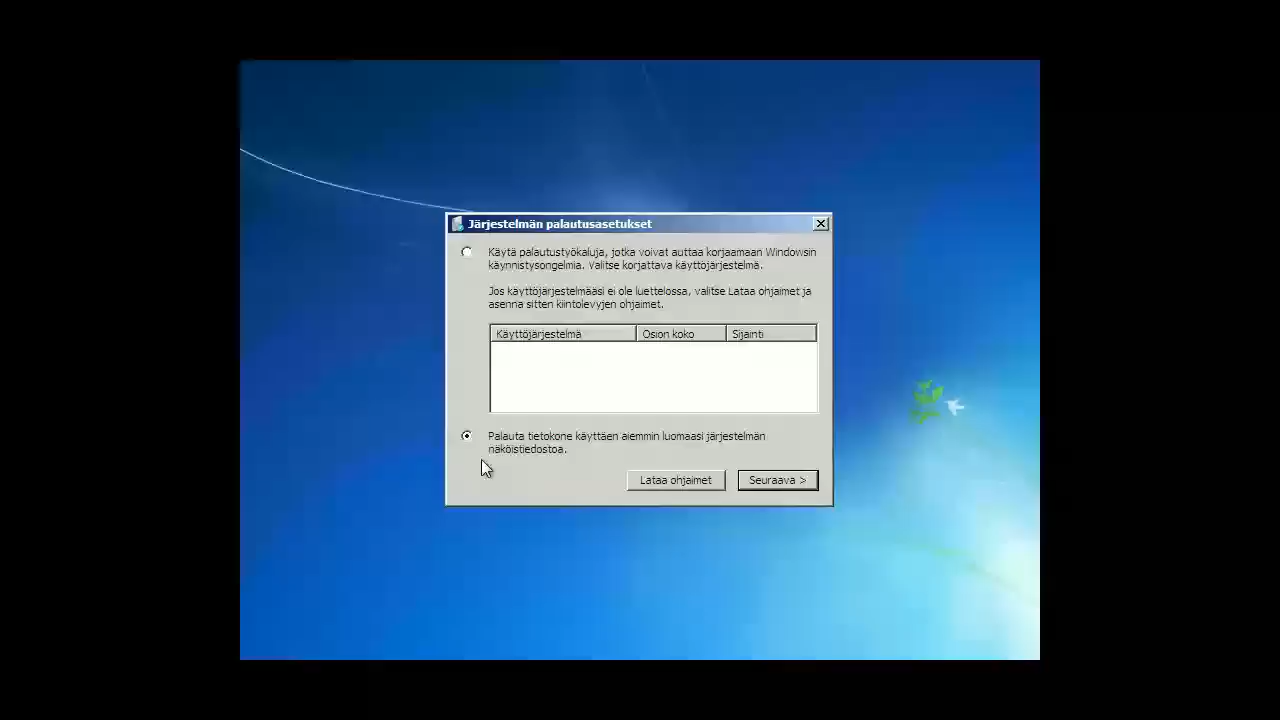 Järjestelmän palautusasetukset
Käytä palautustyökaluja, jotka voivat auttaa korjaamaan Windowsin
käynnistysongelmia. Valitse korjattava käyttöjärjestelmä.
Jos käyttöjärjestelmääsi ei ole luettelossa, valitse Lataa ohjaimet ja
asenna sitten kiintolevyjen ohjaimet.
Käyttöjärjestelmä Osion koko Sijainti
Palauta tietokone käyttäen aiemmin luomaasi järjestelmän
näköistiedostoa.
Lataa ohjaimet Seuraava >